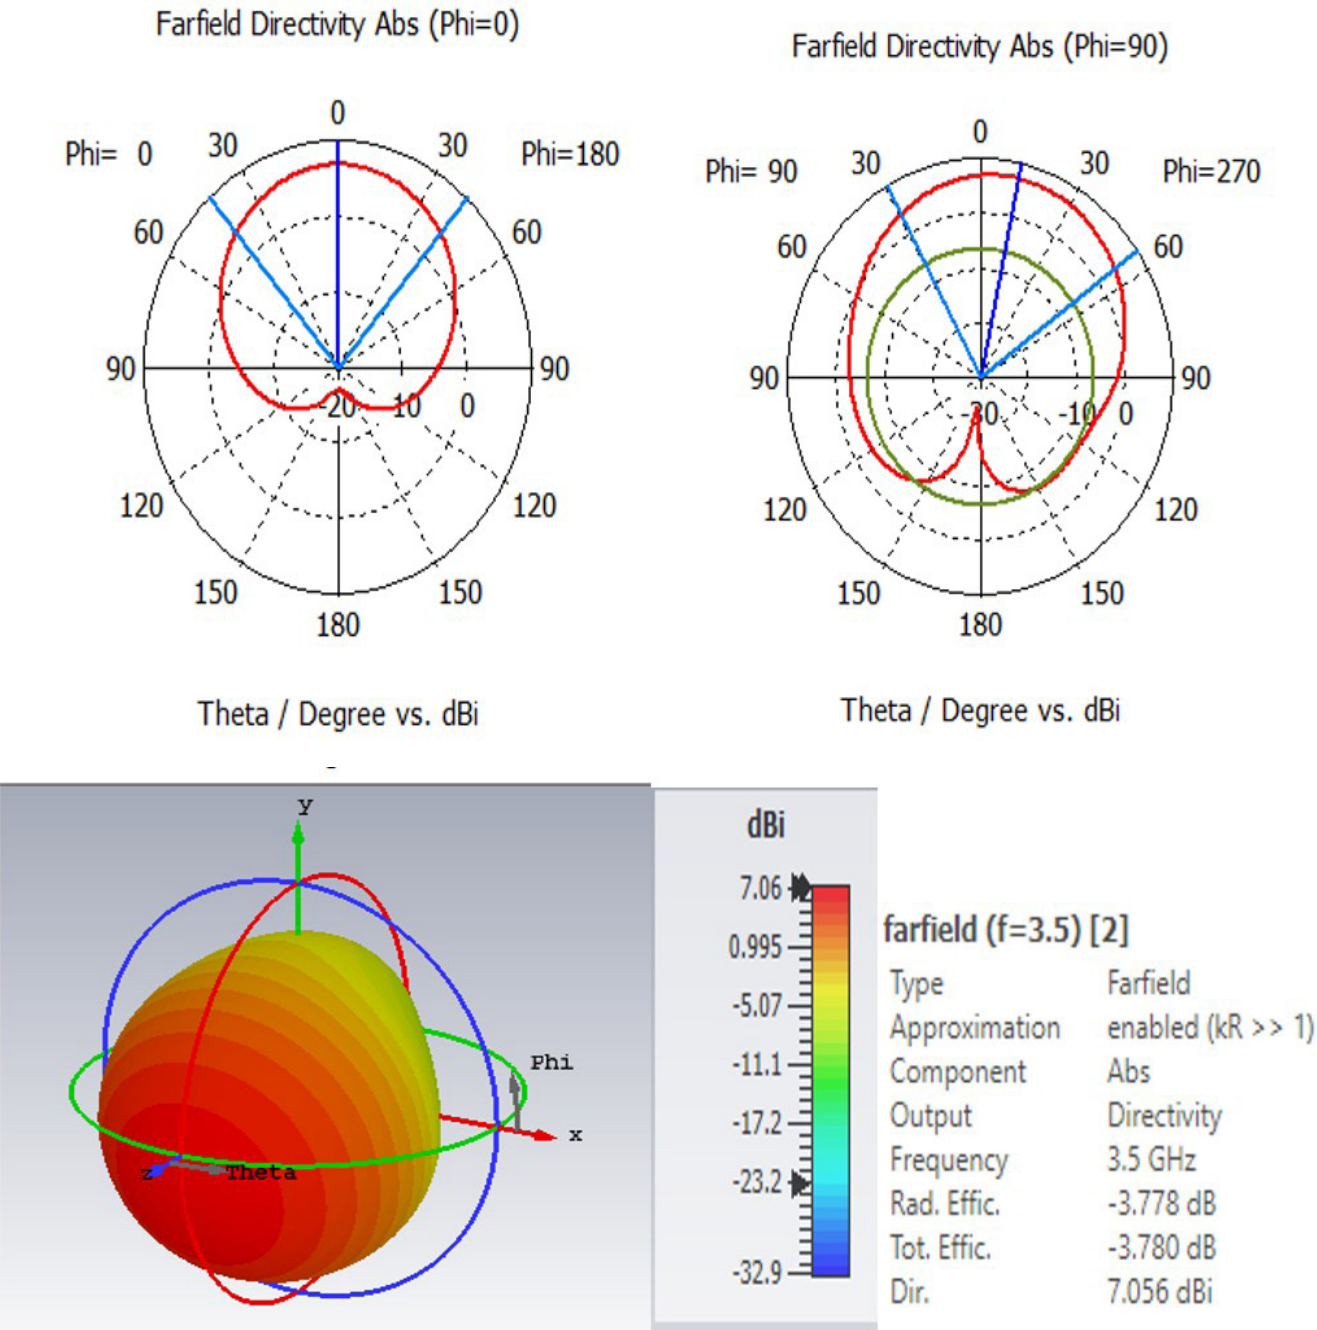 Farfield Directivity Abs (Phi=0)
0
30
30
Phi= 0
Phi=180
60
60
90
90
-20
10
0
120
120
150
150
180
Theta / Degree vs. dBi
Farfield Directivity Abs (Phi=90)
0
30
30
Phi= 90
Phi=270
60
60
90
90
-30
-10
0
120
120
150
150
180
Theta / Degree vs. dBi
y
Phi
x
z
Theta
dBi
7.06
0.995
-5.07
-11.1
-17.2
-23.2
-32.9
farfield (f=3.5) [2]
Type Farfield
Approximation enabled (kR >> 1)
Component Abs
Output Directivity
Frequency 3.5 GHz
Rad. Effic. -3.778 dB
Tot. Effic. -3.780 dB
Dir. 7.056 dBi